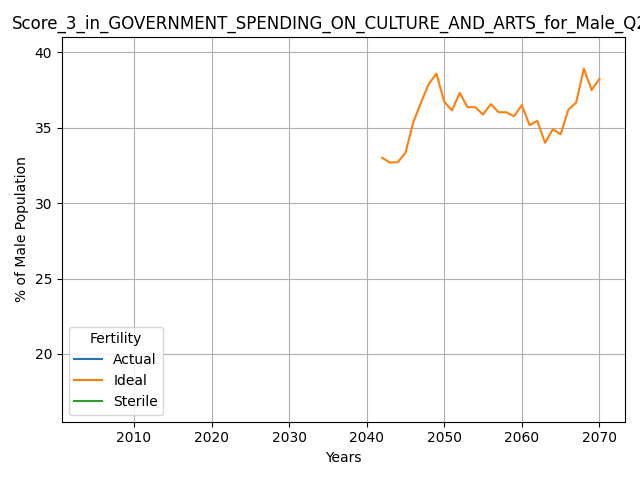 Score_3_in_GOVERNMENT_SPENDING_ON_CULTURE_AND_ARTS_for_Male_Q2
40
35
30
25
20
% of Male Population
Fertility
Actual
Ideal
Sterile
2010 2020 2030 2040 2050 2060 2070
Years